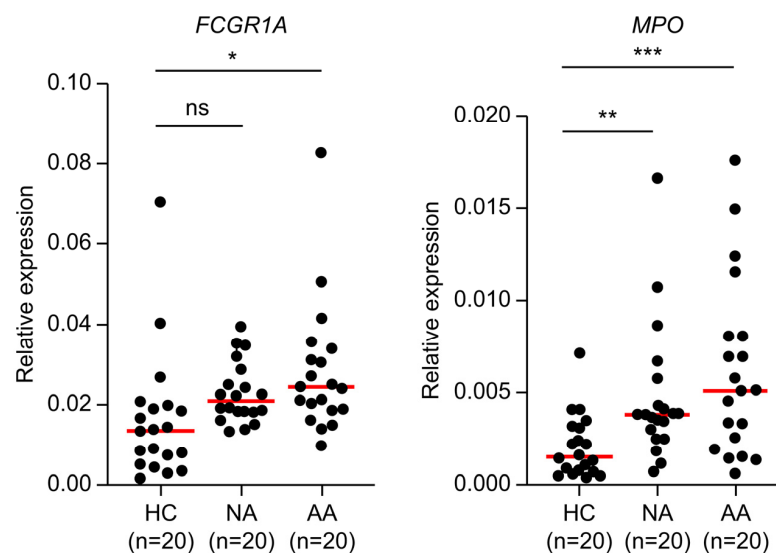 FCGR1A
*
ns
0.10
0.08
0.06
0.04
0.02
0.00
Relative expression
HC NA AA
(n=20) (n=20) (n=20)
MPO
***
**
0.020
0.015
0.010
0.005
0.000
Relative expression
HC NA AA
(n=20) (n=20) (n=20)